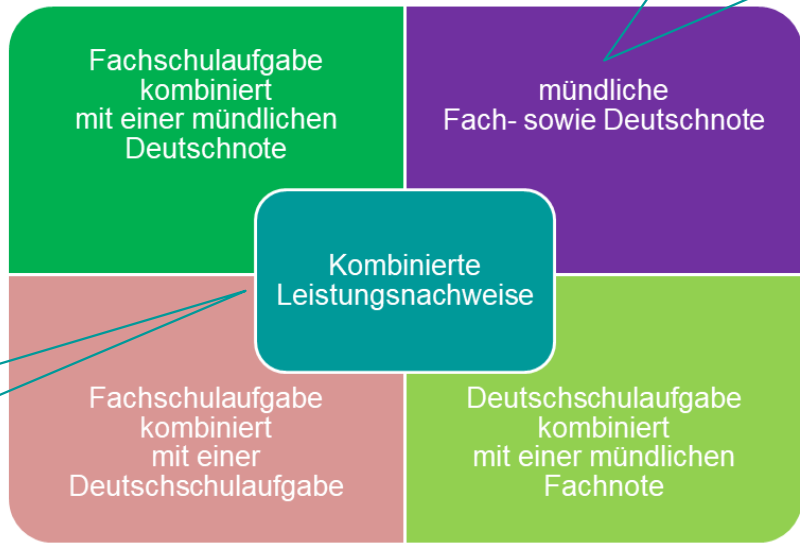 Fachschulaufgabe
kombiniert
mit einer mündlichen
Deutschnote
mündliche
Fach- sowie Deutschnote
Kombinierte
Leistungsnachweise
Fachschulaufgabe
kombiniert
mit einer
Deutschschulaufgabe
Deutschschulaufgabe
kombiniert
mit einer mündlichen
Fachnote